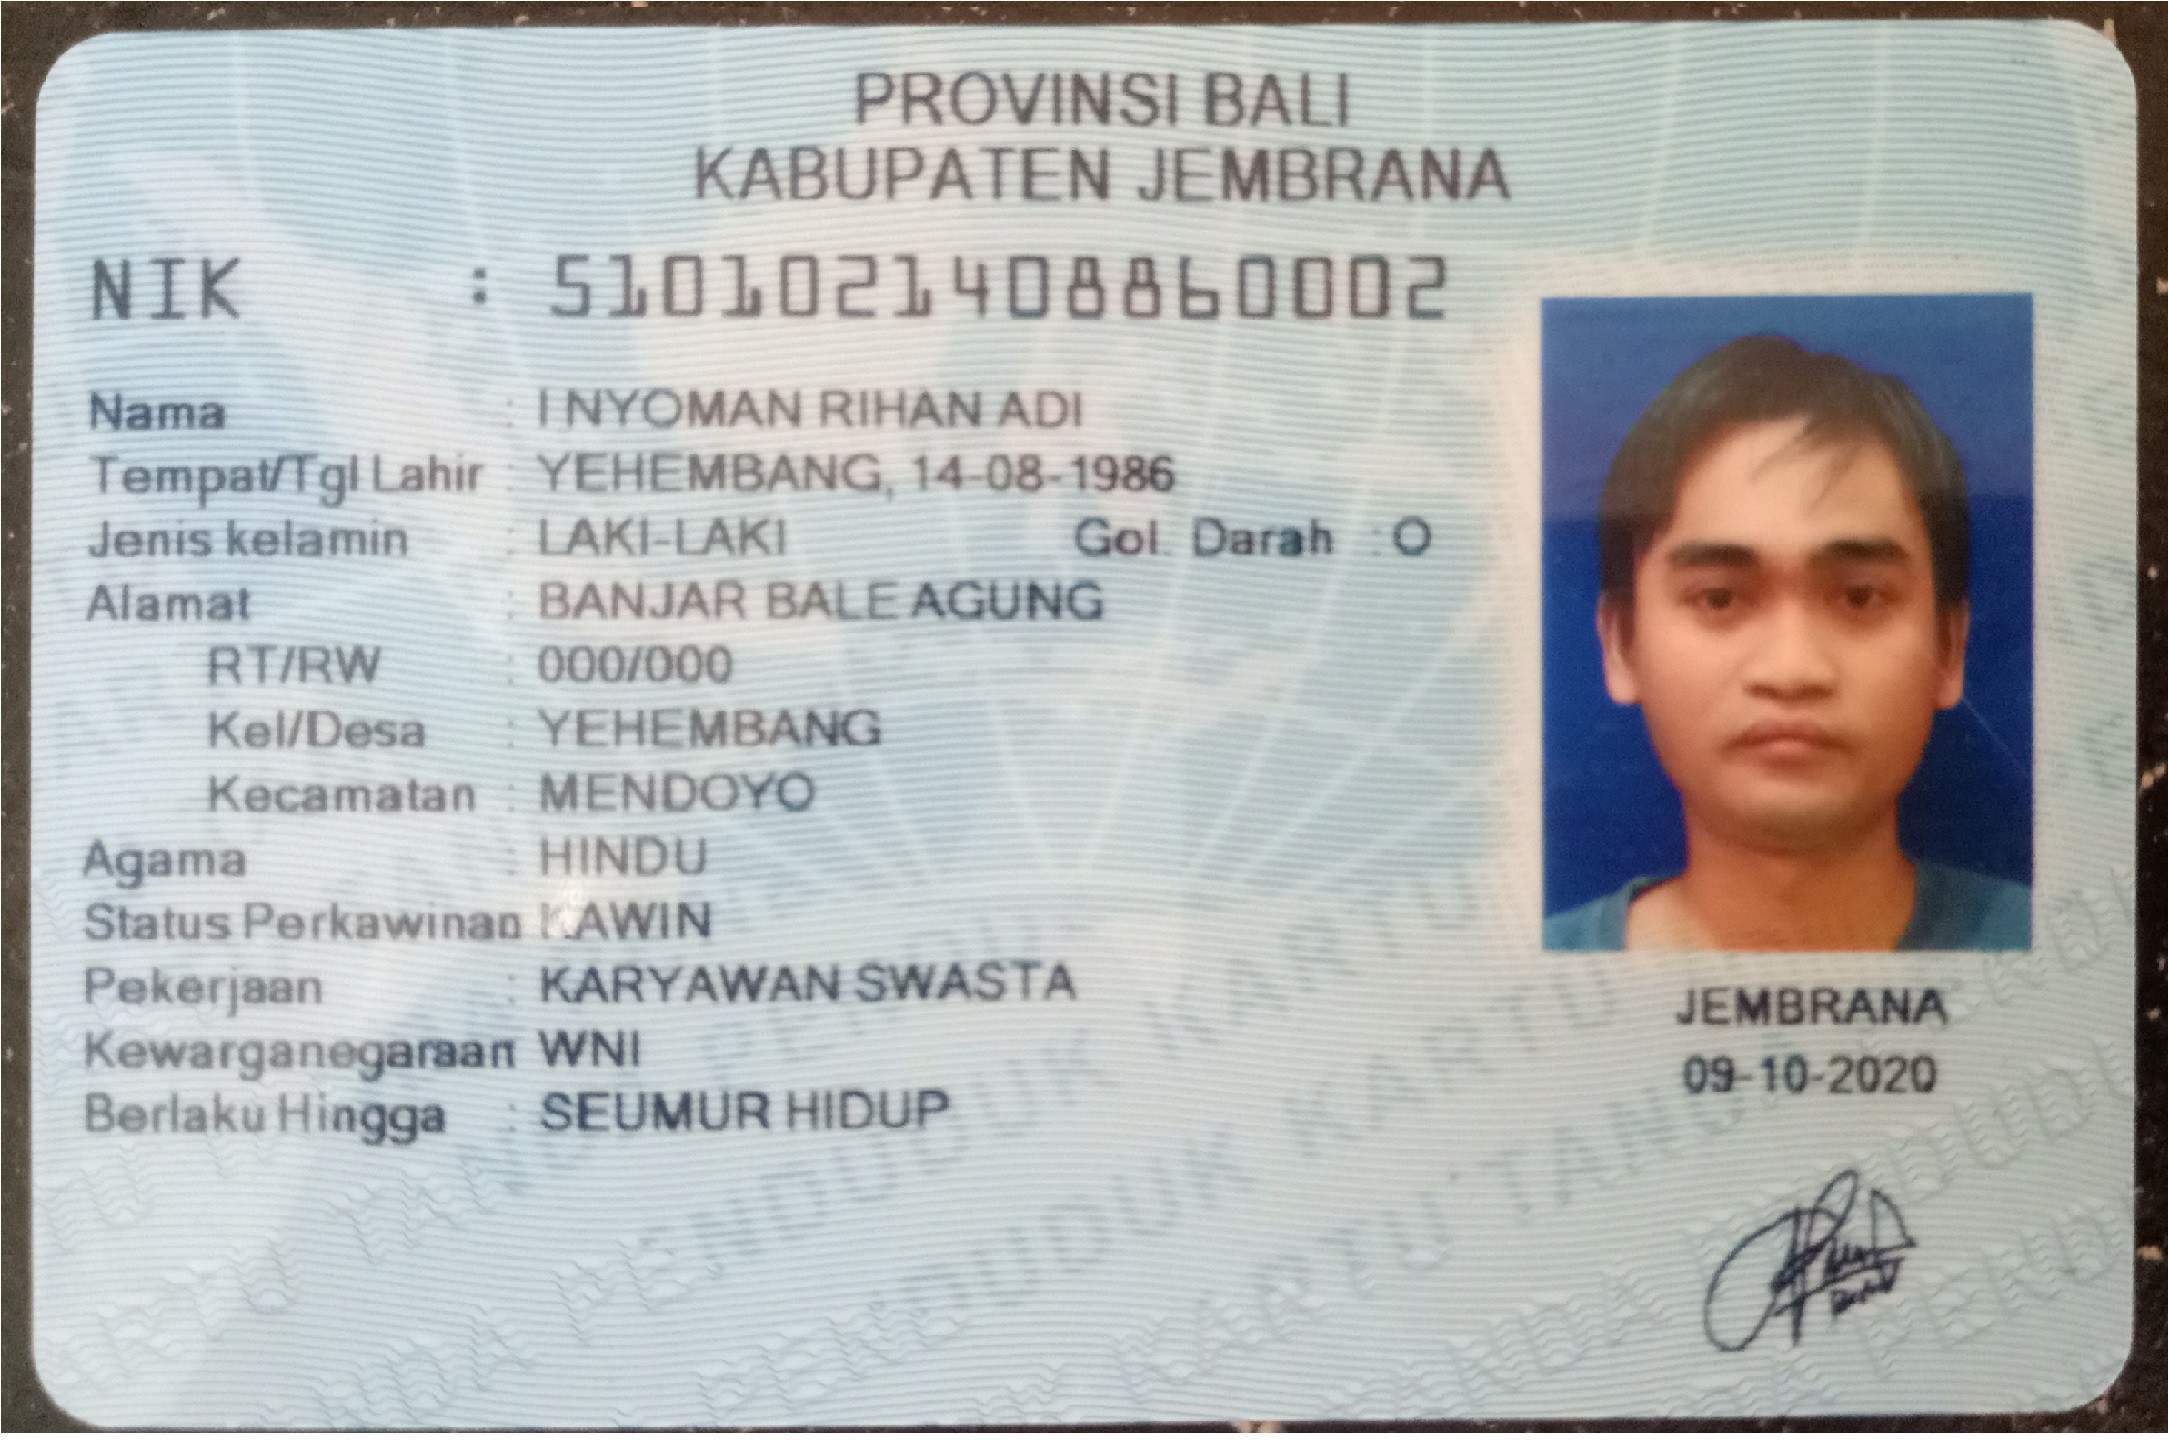 PROVINSI BALI
KABUPATEN JEMBRANA
NIK : 5101021408860002
Nama : I NYOMAN RIHAN ADI
Tempat/Tgl Lahir : YEHEMBANG, 14-08-1986
Jenis kelamin : LAKI-LAKI Gol. Darah : O
Alamat : BANJAR BALE AGUNG
RT/RW : 000/000
Kel/Desa : YEHEMBANG
Kecamatan : MENDOYO
Agama : HINDU
Status Perkawinan KAWIN
Pekerjaan : KARYAWAN SWASTA
Kewarganegaraan WNI
Berlaku Hingga : SEUMUR HIDUP
JEMBRANA
09-10-2020